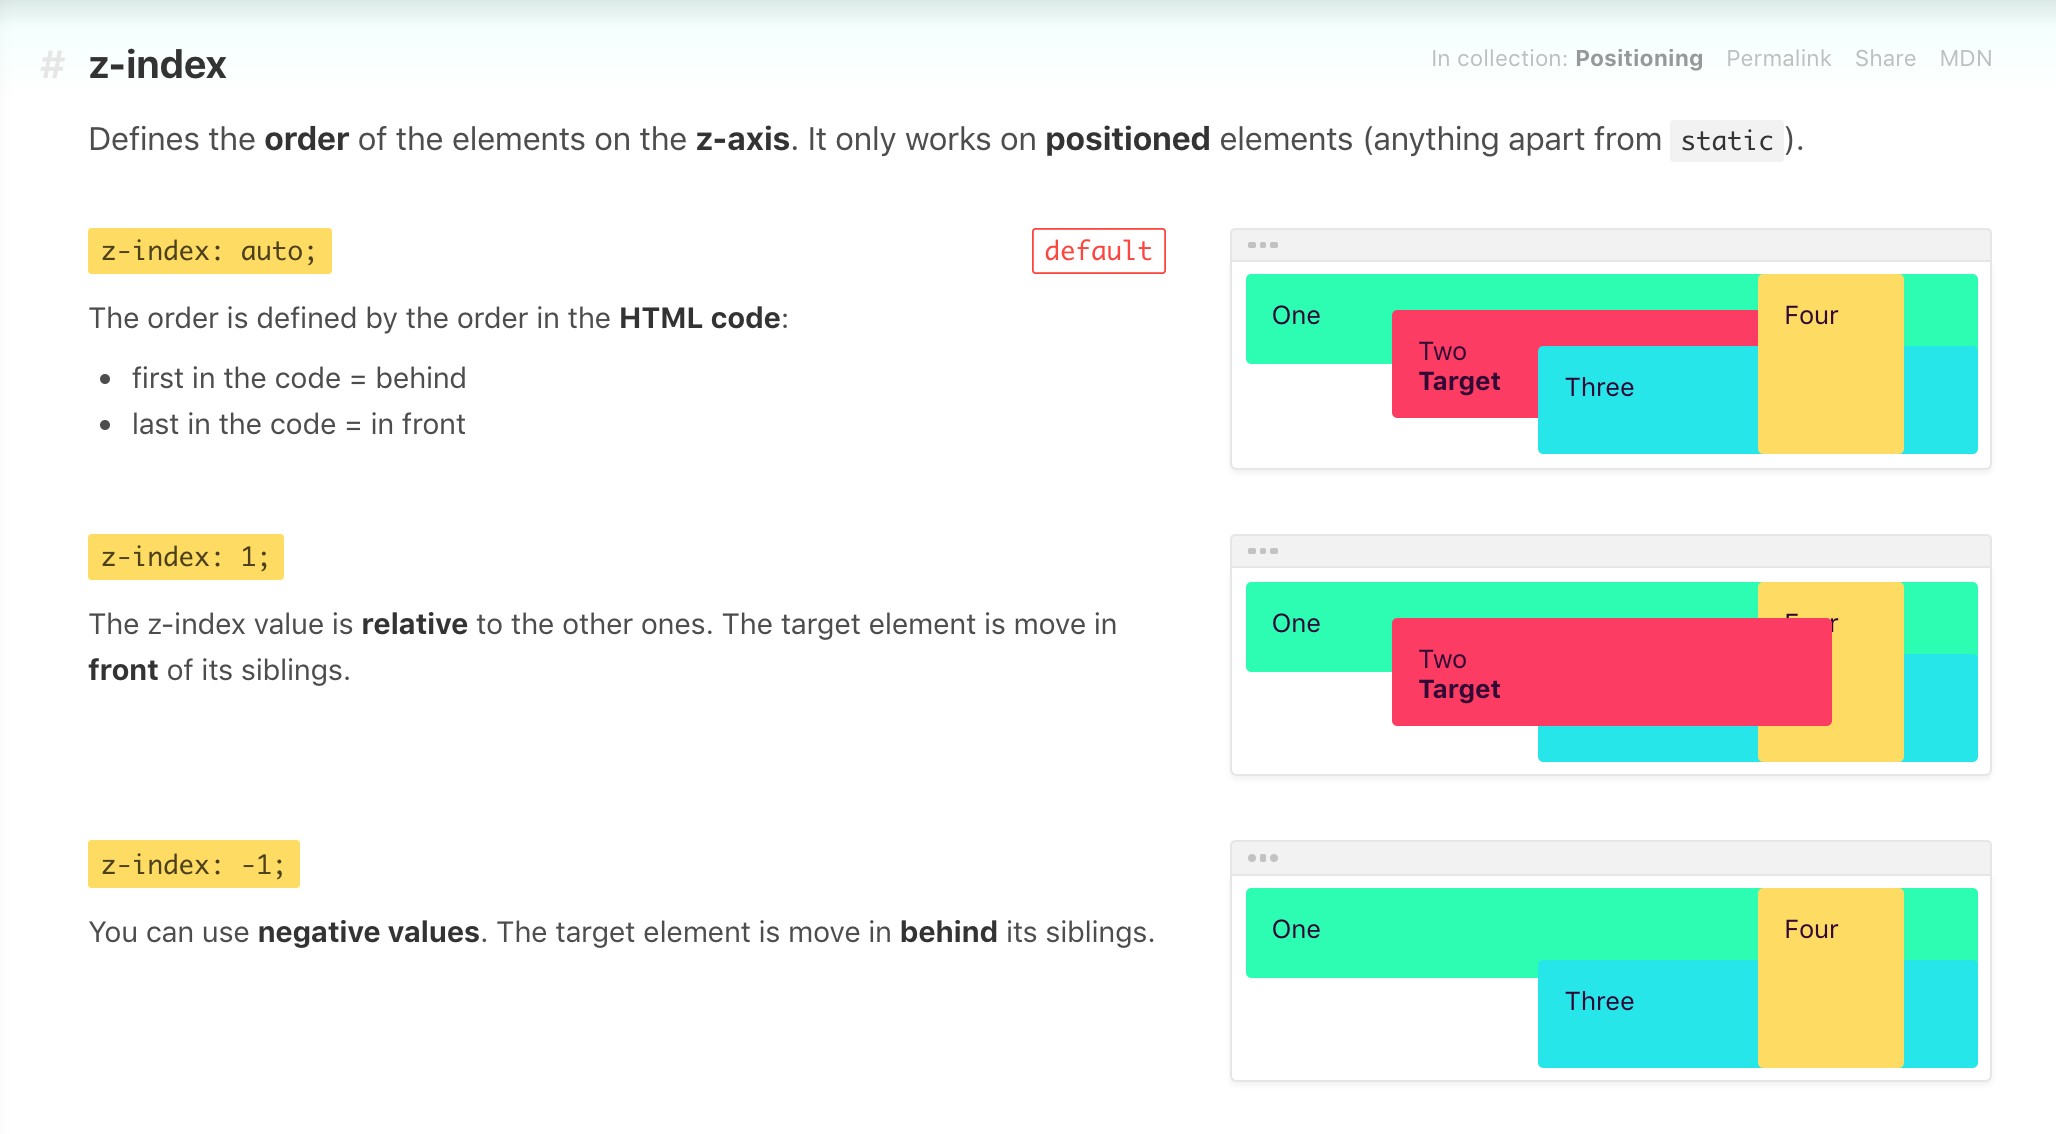 # z-index
In collection: Positioning Permalink Share MDN
Defines the order of the elements on the z-axis. It only works on positioned elements (anything apart from static).
z-index: auto;
default
The order is defined by the order in the HTML code:
• first in the code = behind
• last in the code = in front
One
Two
Target
Three
Four
z-index: 1;
The z-index value is relative to the other ones. The target element is move in
front of its siblings.
One
Two
Target
z-index: -1;
You can use negative values. The target element is move in behind its siblings.
One
Three
Four